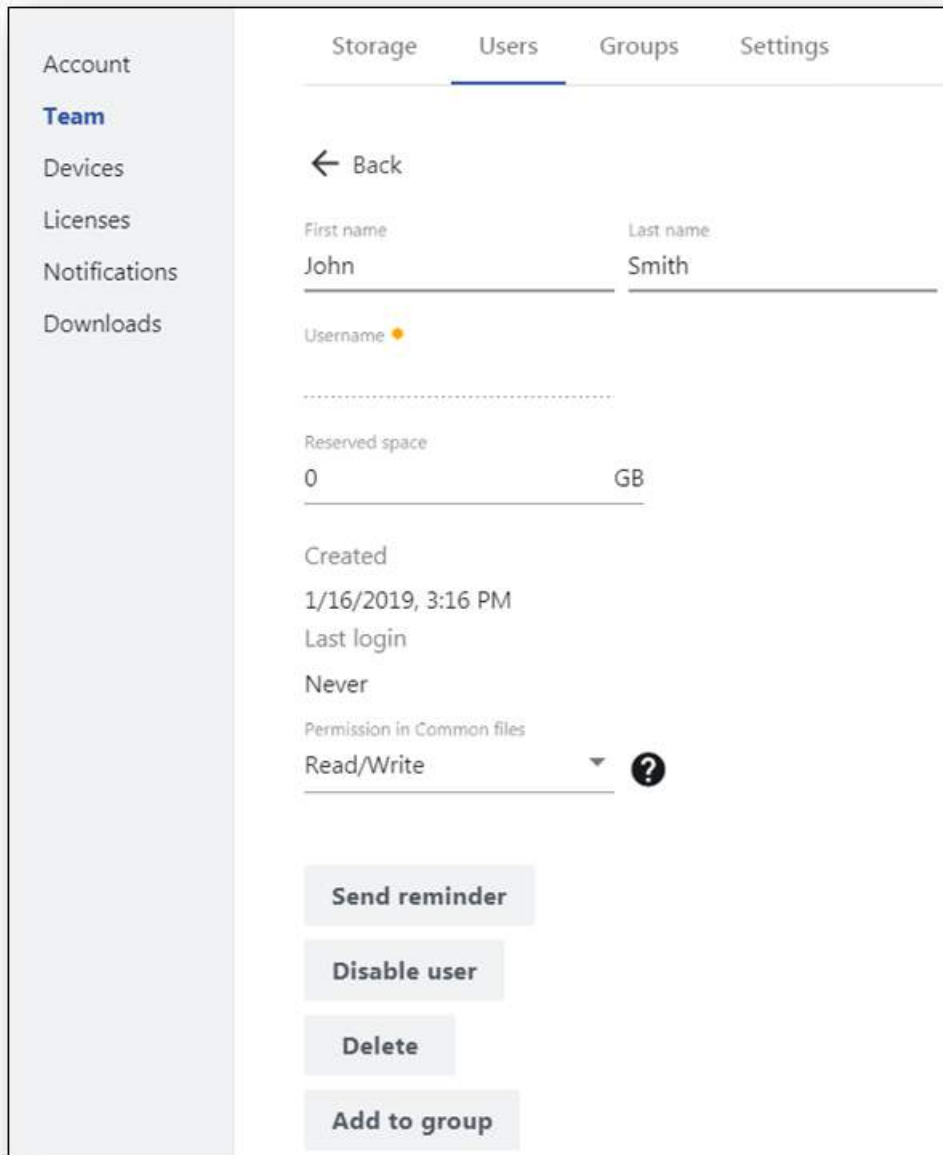 Account
Team
Devices
Licenses
Notifications
Downloads
Storage Users Groups Settings
Back
First name Last name
John Smith
Username
Reserved space
0 GB
Created
1/16/2019, 3:16 PM
Last login
Never
Permission in Common files
Read/Write ?
Send reminder
Disable user
Delete
Add to group